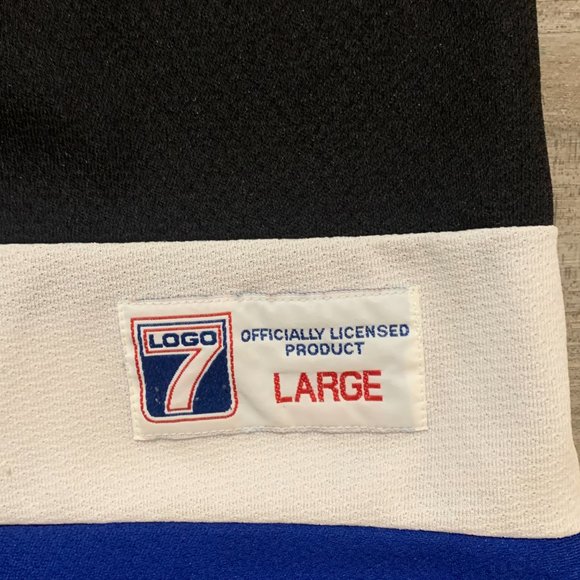 LOGO
7
OFFICIALLY LICENSED
PRODUCT
LARGE